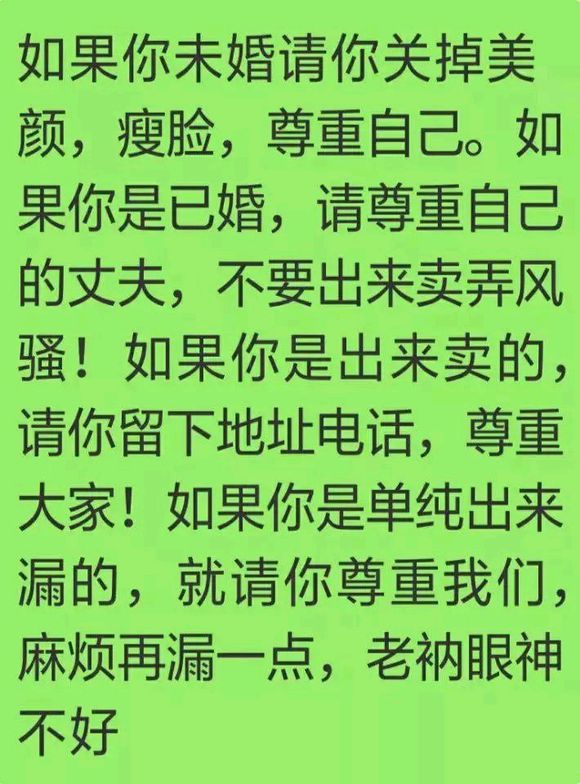 如果你未婚请你关掉美
颜，瘦脸，尊重自己。如
果你是已婚，请尊重自己
的丈夫，不要出来卖弄风
骚！如果你是出来卖的，
请你留下地址电话，尊重
大家！如果你是单纯出来
漏的，就请你尊重我们，
麻烦再漏一点，老衲眼神
不好